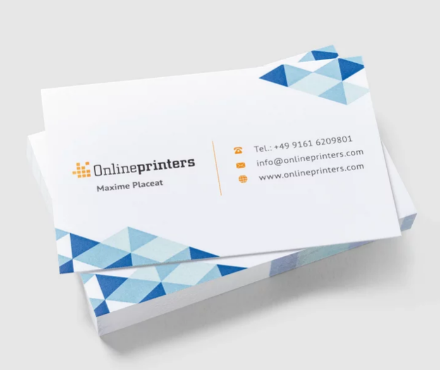 Onlineprinters
Maxime Placeat
Tel.: +49 9161 6209801
info@onlineprinters.com
www.onlineprinters.com